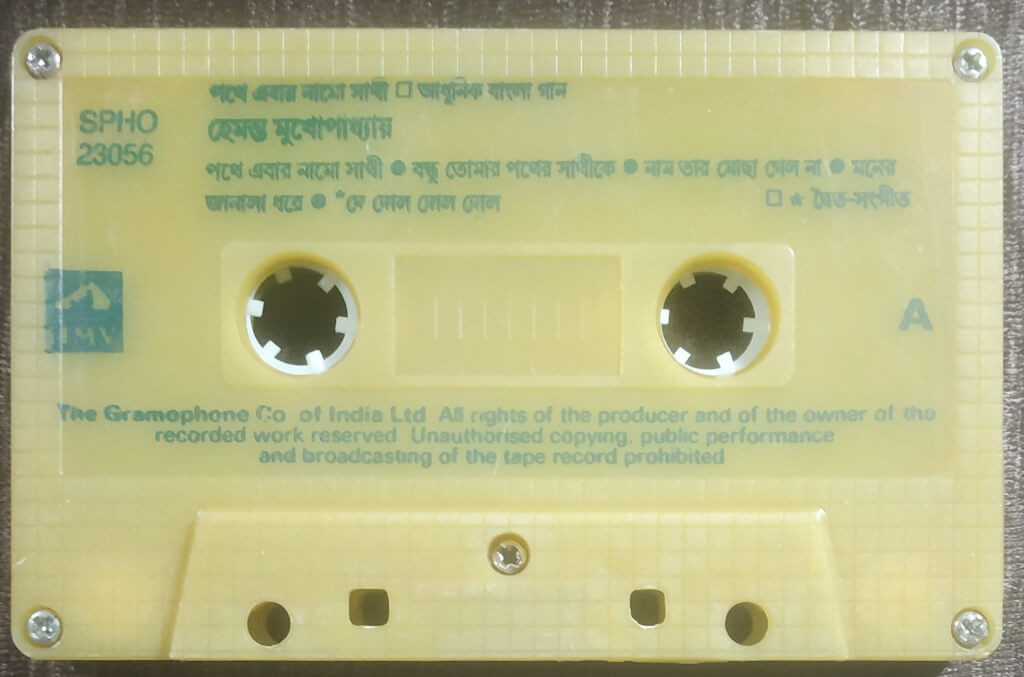 পথে এবার নামো সাথী □ আধুনিক বাংলা গান
SPHO
23056
হেমন্ত মুখোপাধ্যায়
পথে এবার নামো সাথী ● বন্ধু তোমার পথের সাথীকে ● নাম তার মোছা গেল না ● মনের
জানালা ধরে ● *দে দোল দোল দোল □ ★ দ্বৈত-সংগীত
HMV
A
The Gramophone Co of India Ltd All rights of the producer and of the owner of the
recorded work reserved Unauthorised copying, public performance
and broadcasting of the tape record prohibited